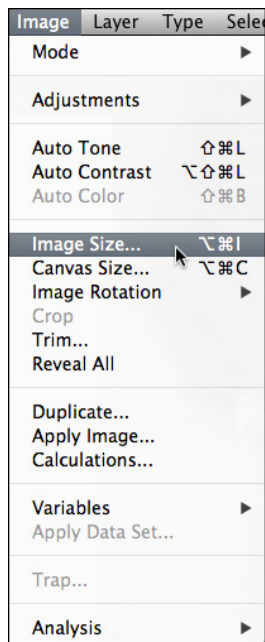 Image Layer Type
Mode ▶
Adjustments ▶
Auto Tone ⇧⌘L
Auto Contrast ⌥⇧⌘L
Auto Color ⇧⌘B
Image Size... ⌥⌘I
Canvas Size... ⌥⌘C
Image Rotation ▶
Crop
Trim...
Reveal All
Duplicate...
Apply Image...
Calculations...
Variables ▶
Apply Data Set...
Trap...
Analysis ▶